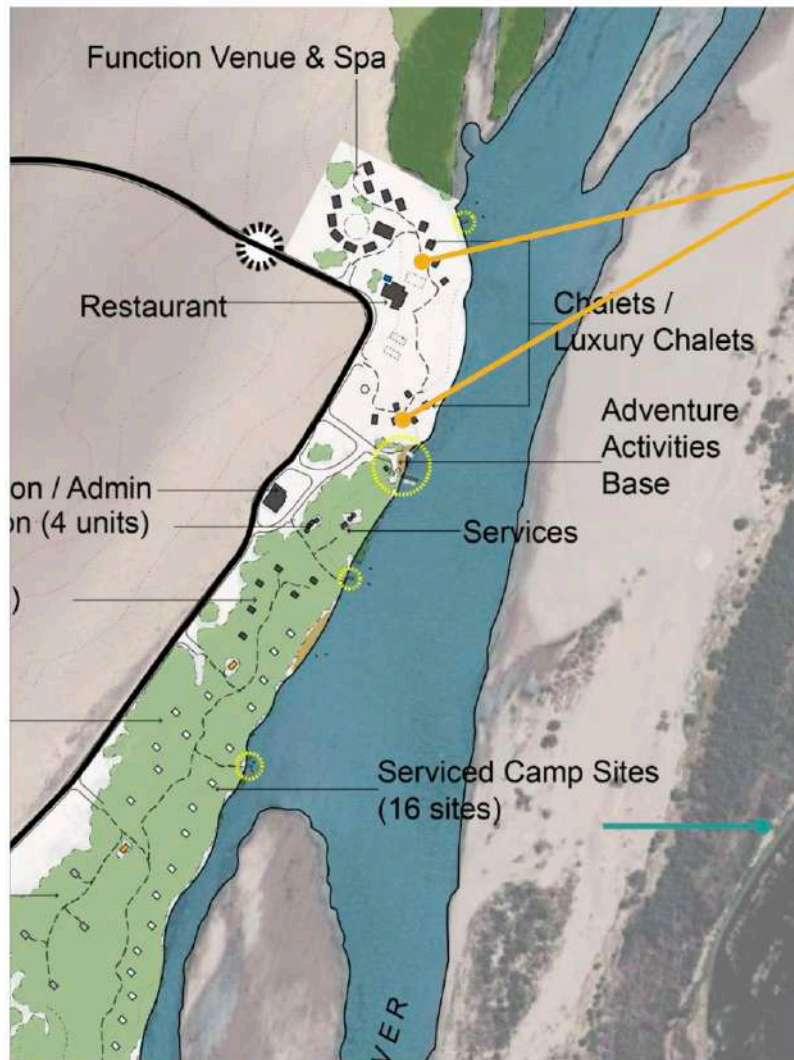 Function Venue & Spa
Restaurant
Chalets /
Luxury Chalets
Adventure
Activities
Base
on / Admin
on (4 units)
Services
)
Serviced Camp Sites
(16 sites)
VER